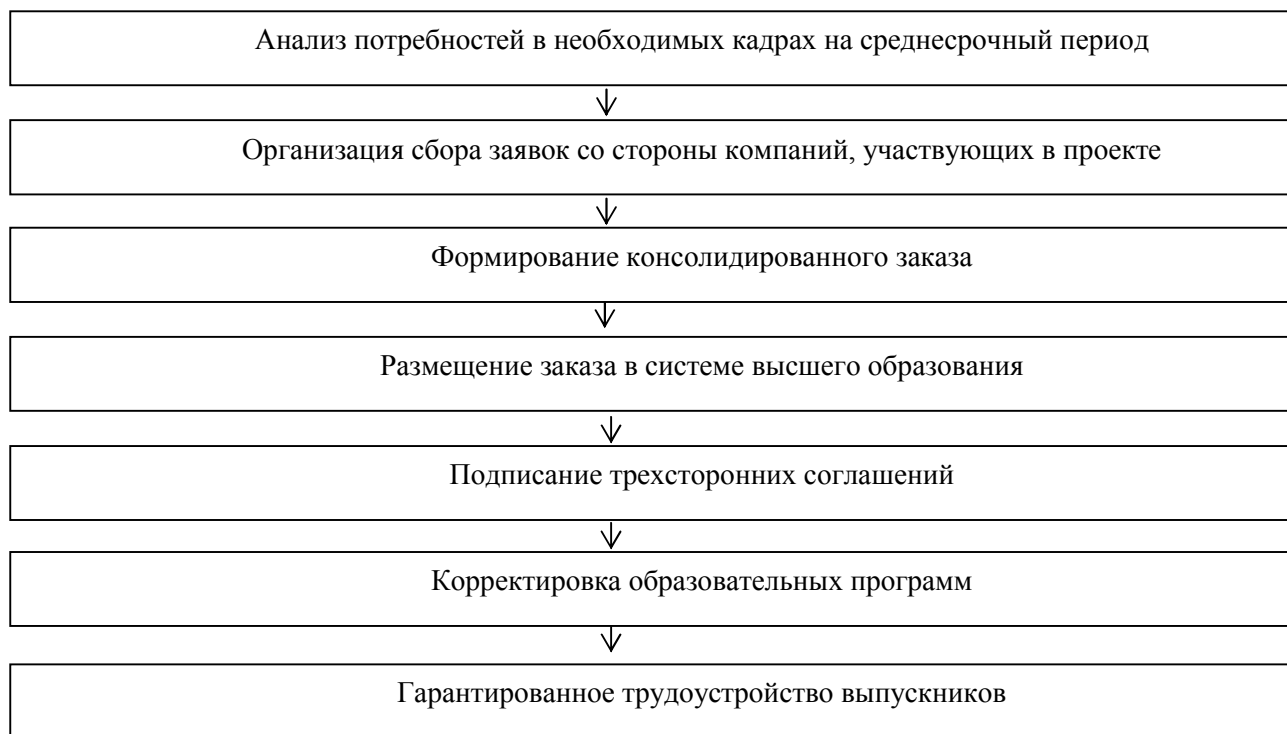 Анализ потребностей в необходимых кадрах на среднесрочный период
Организация сбора заявок со стороны компаний, участвующих в проекте
Формирование консолидированного заказа
Размещение заказа в системе высшего образования
Подписание трехсторонних соглашений
Корректировка образовательных программ
Гарантированное трудоустройство выпускников